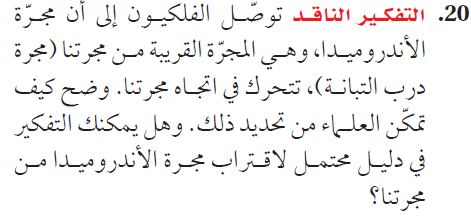 20. التفكير الناقد توصّل الفلكيون إلى أن مجرّة
الأندروميدا، وهي المجرّة القريبة من مجرتنا (مجرة
درب التبانة)، تتحرك في اتجاه مجرتنا. وضح كيف
تمكّن العلماء من تحديد ذلك. وهل يمكنك التفكير
في دليل محتمل لاقتراب مجرة الأندروميدا من
مجرتنا؟